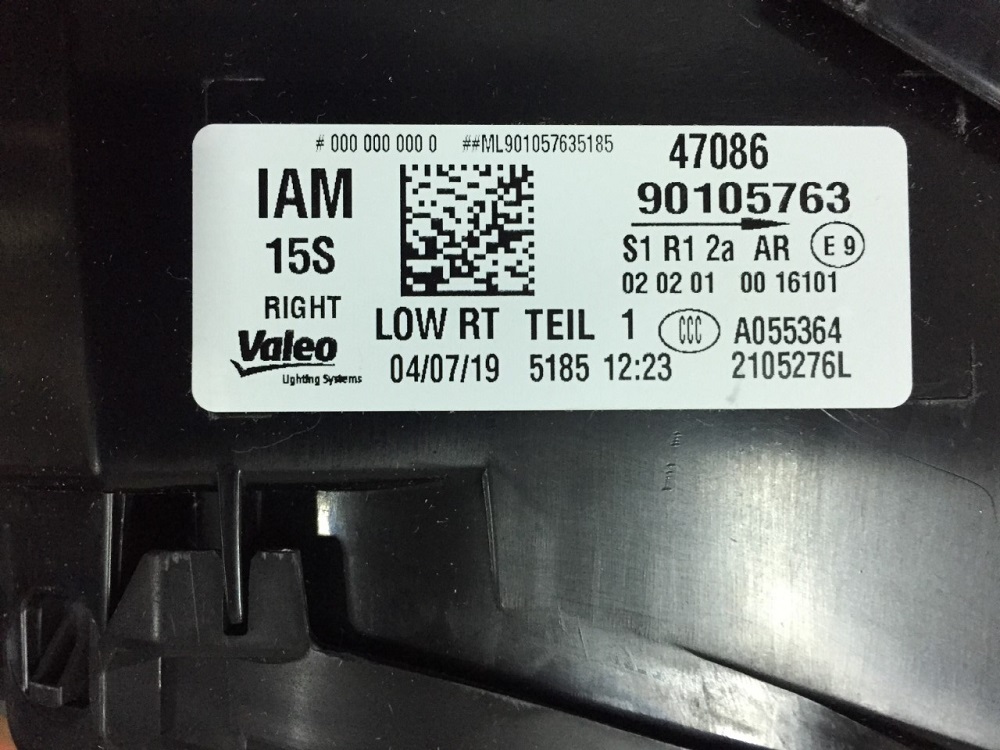 # 000 000 000 0 ##ML901057635185 47086
IAM 90105763
15S S1 R1 2a AR E 9
02 02 01 00 16101
RIGHT LOW RT TEIL 1 CCC A055364
Valeo 04/07/19 5185 12:23 2105276L
Lighting Systems